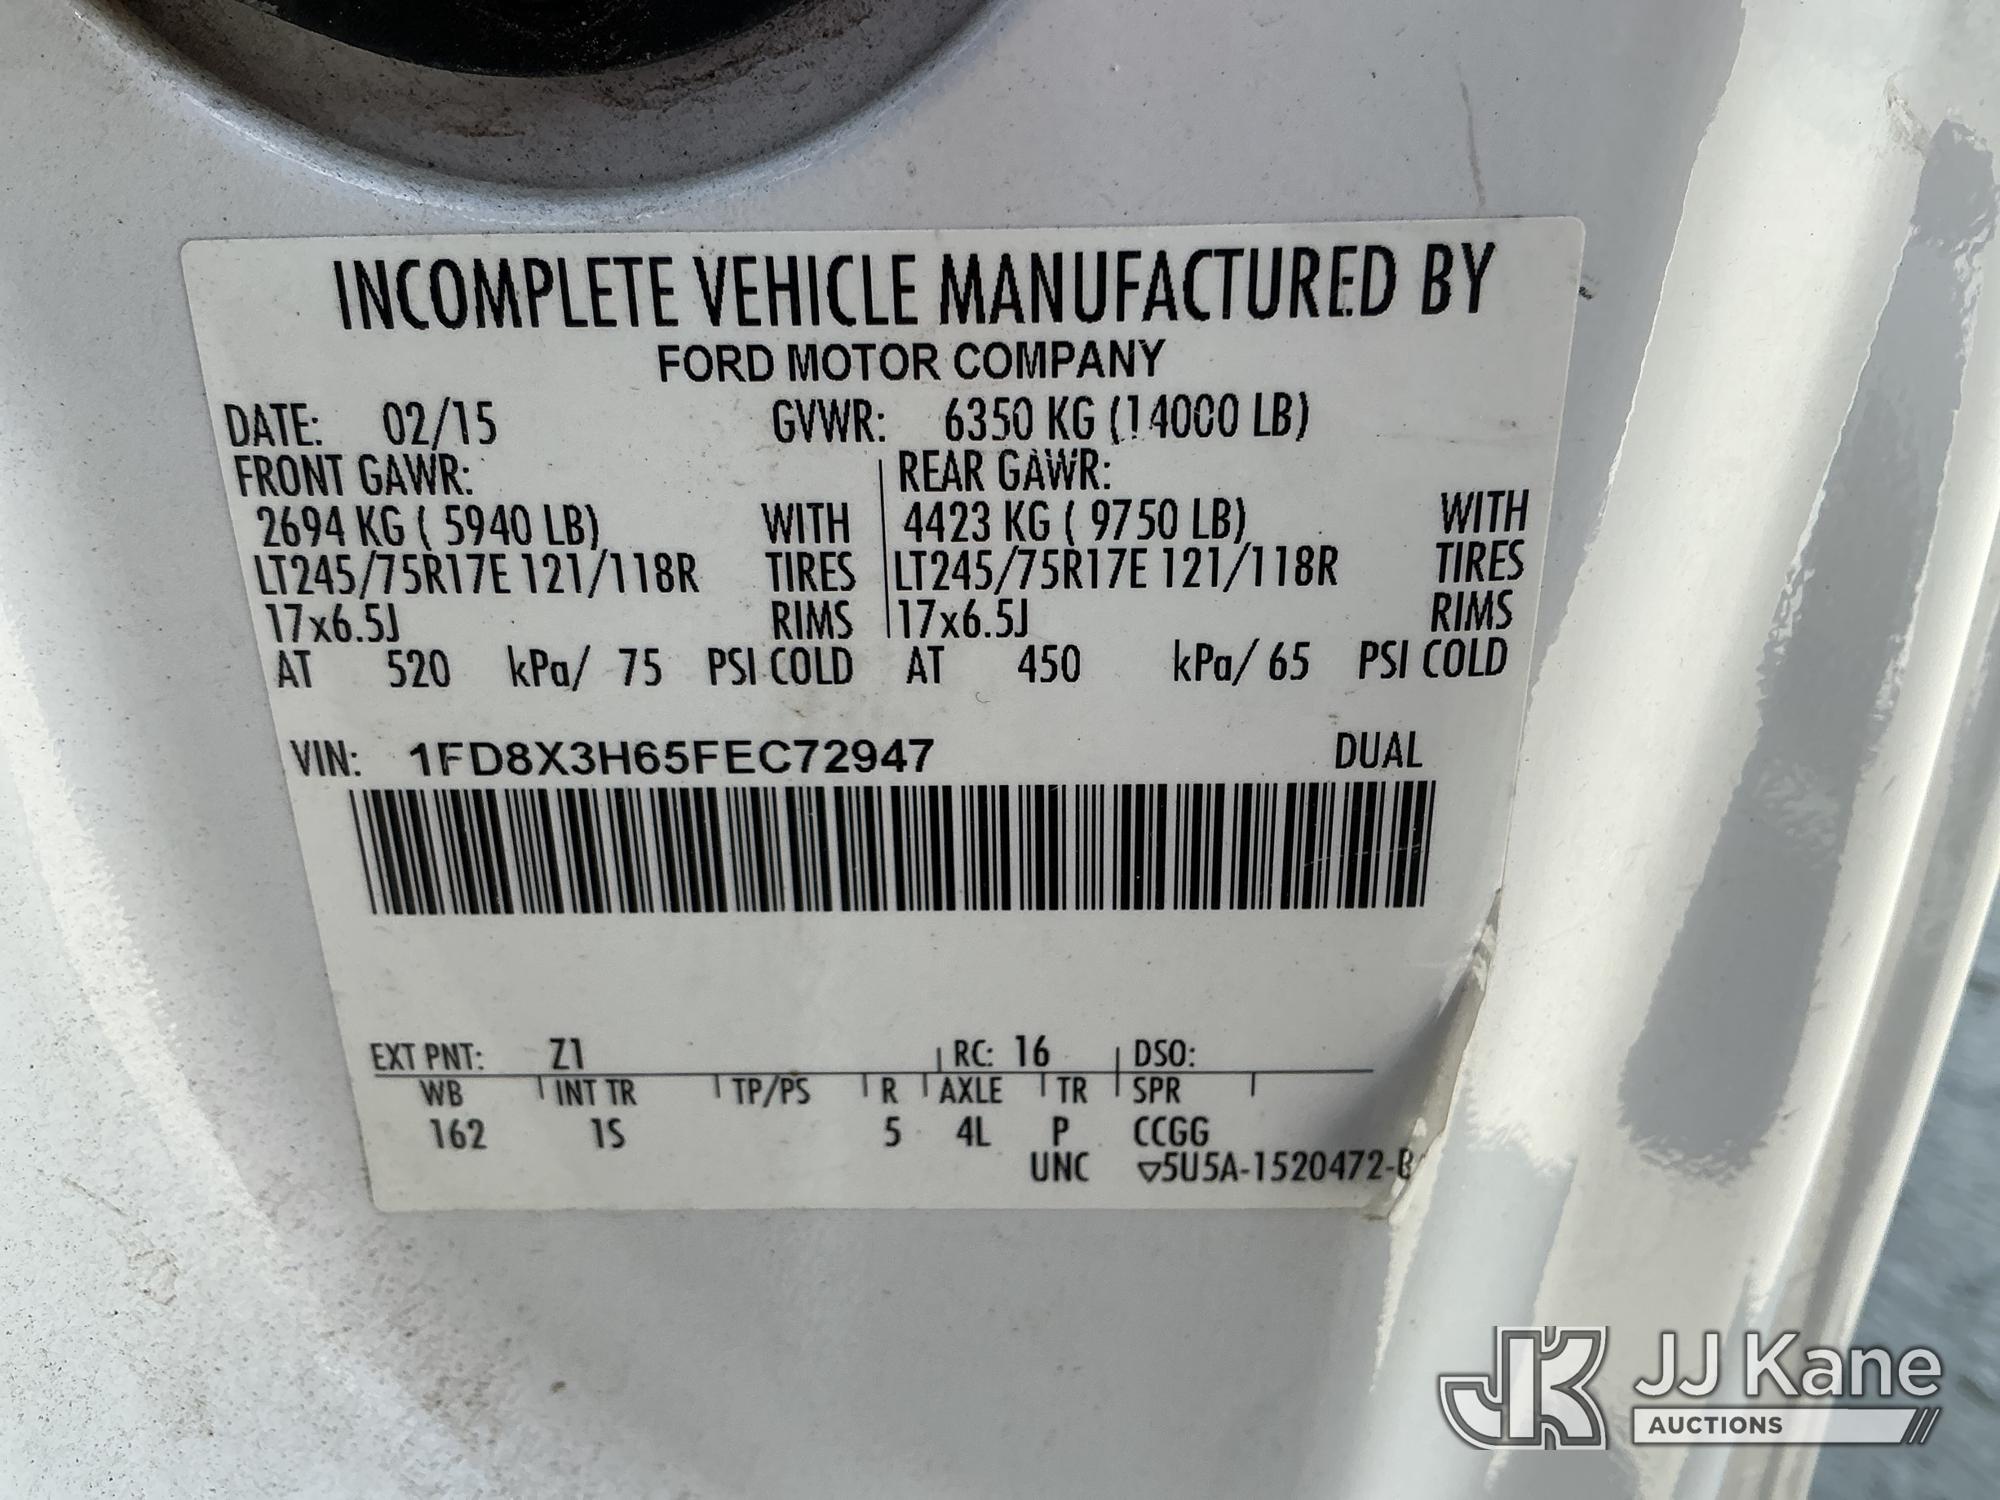 INCOMPLETE VEHICLE MANUFACTURED BY
FORD MOTOR COMPANY
DATE: 02/15 GVWR: 6350 KG (14000 LB)
FRONT GAWR: REAR GAWR:
2694 KG ( 5940 LB) WITH 4423 KG ( 9750 LB) WITH
LT245/75R17E 121/118R TIRES LT245/75R17E 121/118R TIRES
17x6.5J RIMS 17x6.5J RIMS
AT 520 kPa/ 75 PSI COLD AT 450 kPa/ 65 PSI COLD
VIN: 1FD8X3H65FEC72947 DUAL
EXT PNT: Z1 RC: 16 DSO:
WB INT TR TP/PS R AXLE TR SPR
162 1S 5 4L P CCGG
UNC ▽5U5A-1520472-
JK JJ Kane
AUCTIONS